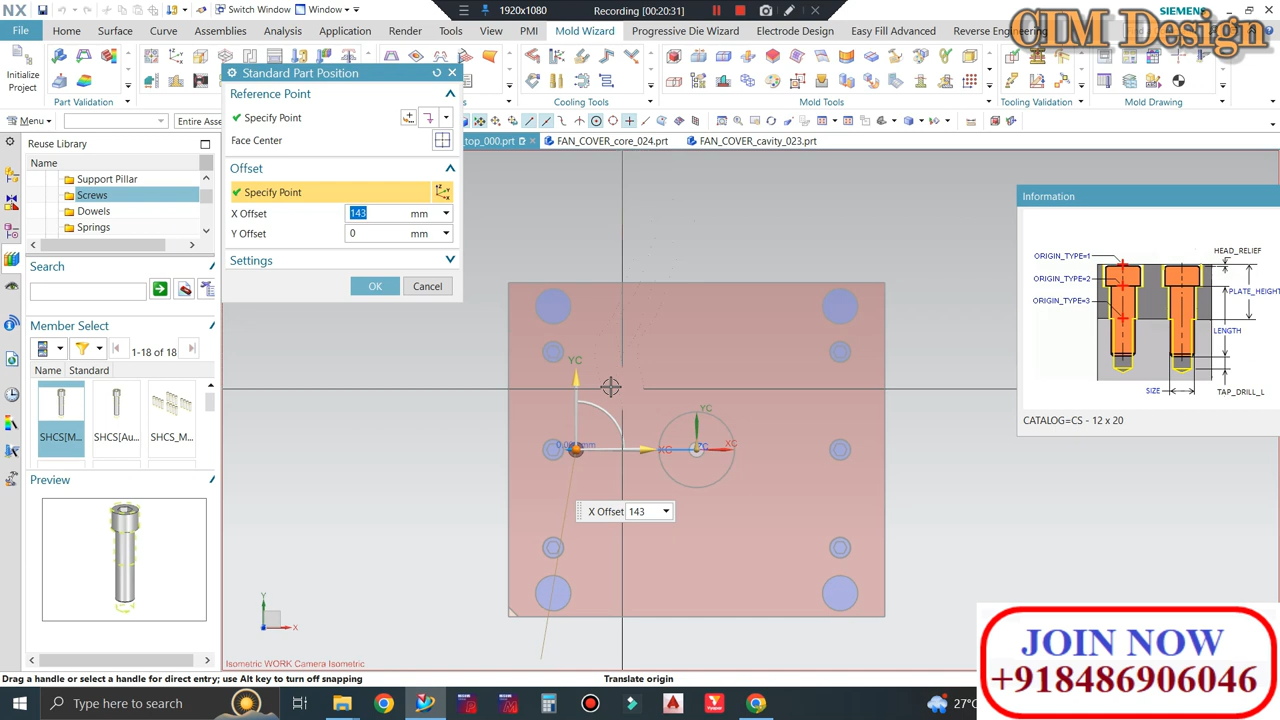 NX
Switch Window
Window
1920x1080
Recording [00:20:31]
SIEMENS
CIM Design
File
Home
Surface
Curve
Assemblies
Analysis
Application
Render
Tools
View
PMI
Mold Wizard
Progressive Die Wizard
Electrode Design
Easy Fill Advanced
Reverse Engineering
Initialize
Project
Part Validation
Cooling Tools
Mold Tools
Tooling Validation
Mold Drawing
Menu
Entire Asse
Standard Part Position
Reference Point
Specify Point
Face Center
Offset
Specify Point
X Offset
143
mm
Y Offset
0
mm
Settings
OK
Cancel
_top_000.prt
FAN_COVER_core_024.prt
FAN_COVER_cavity_023.prt
Reuse Library
Name
Support Pillar
Screws
Dowels
Springs
Search
Member Select
1-18 of 18
Name
Standard
SHCS[M...
SHCS[Au...
SHCS_M...
Preview
YC
XC
YC
ZC
XC
X Offset
143
Information
ORIGIN_TYPE=1
ORIGIN_TYPE=2
ORIGIN_TYPE=3
HEAD_RELIEF
PLATE_HEIGHT
LENGTH
SIZE
TAP_DRILL_L
CATALOG=CS - 12 x 20
Y
X
Isometric WORK Camera Isometric
Drag a handle or select a handle for direct entry; use Alt key to turn off snapping
Translate origin
JOIN NOW
+918486906046
Type here to search
27°C